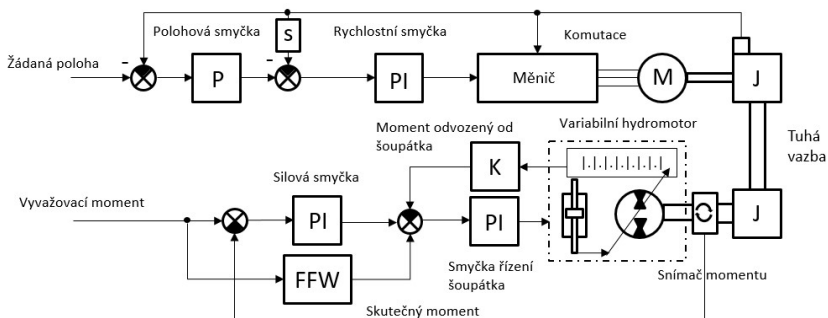 Polohová smyčka
s
Rychlostní smyčka
Komutace
Žádaná poloha
-
P
-
PI
Měnič
M
J
Moment odvozený od
šoupátka
Variabilní hydromotor
Tuhá
vazba
K
Silová smyčka
Vyvažovací moment
PI
PI
J
FFW
Smyčka řízení
šoupátka
Snímač momentu
Skutečný moment